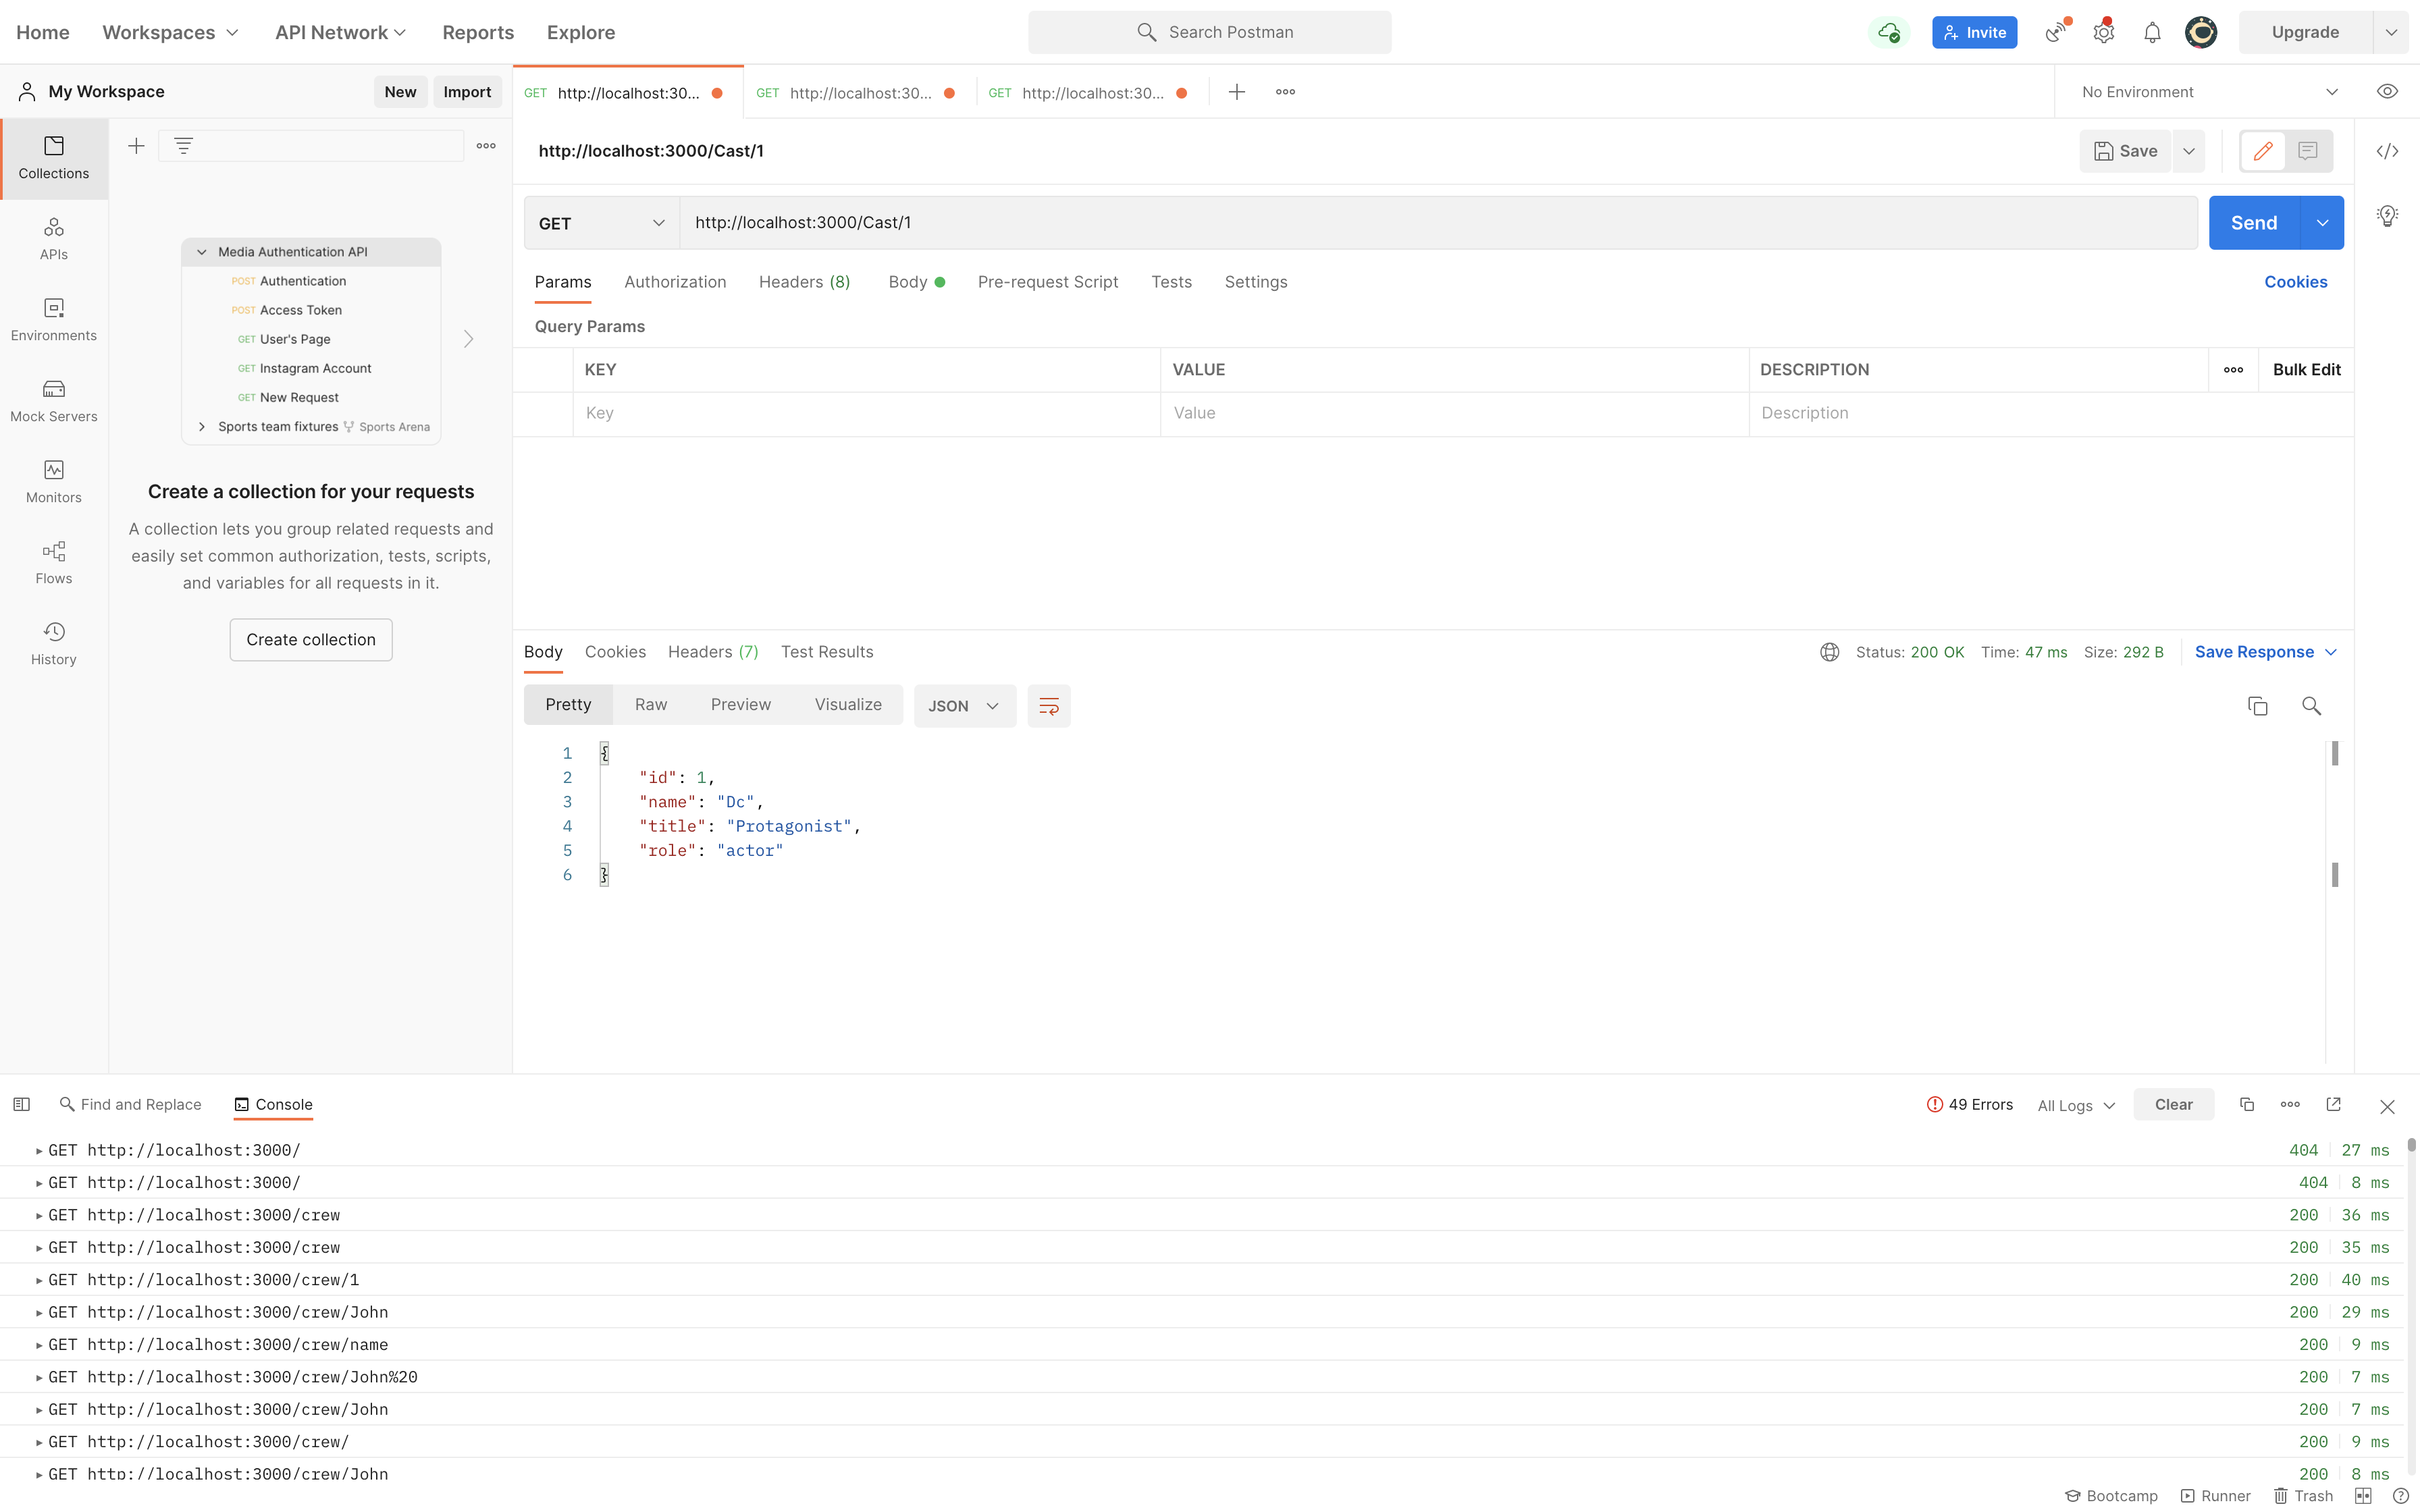 Home Workspaces API Network Reports Explore Search Postman Invite Upgrade
My Workspace New Import GET http://localhost:30... GET http://localhost:30... GET http://localhost:30... No Environment
Collections
http://localhost:3000/Cast/1 Save
GET http://localhost:3000/Cast/1 Send
APIs
Environments
Mock Servers
Monitors
Flows
History
Media Authentication API
POST Authentication
POST Access Token
GET User's Page
GET Instagram Account
GET New Request
Sports team fixtures Sports Arena
Create a collection for your requests
A collection lets you group related requests and
easily set common authorization, tests, scripts,
and variables for all requests in it.
Create collection
Params Authorization Headers (8) Body Pre-request Script Tests Settings Cookies
Query Params
KEY VALUE DESCRIPTION Bulk Edit
Key Value Description
Body Cookies Headers (7) Test Results Status: 200 OK Time: 47 ms Size: 292 B Save Response
Pretty Raw Preview Visualize JSON
1 {
2 "id": 1,
3 "name": "Dc",
4 "title": "Protagonist",
5 "role": "actor"
6 }
Find and Replace Console 49 Errors All Logs Clear
GET http://localhost:3000/ 404 27 ms
GET http://localhost:3000/ 404 8 ms
GET http://localhost:3000/crew 200 36 ms
GET http://localhost:3000/crew 200 35 ms
GET http://localhost:3000/crew/1 200 40 ms
GET http://localhost:3000/crew/John 200 29 ms
GET http://localhost:3000/crew/name 200 9 ms
GET http://localhost:3000/crew/John%20 200 7 ms
GET http://localhost:3000/crew/John 200 7 ms
GET http://localhost:3000/crew/ 200 9 ms
GET http://localhost:3000/crew/John 200 8 ms
Bootcamp Runner Trash